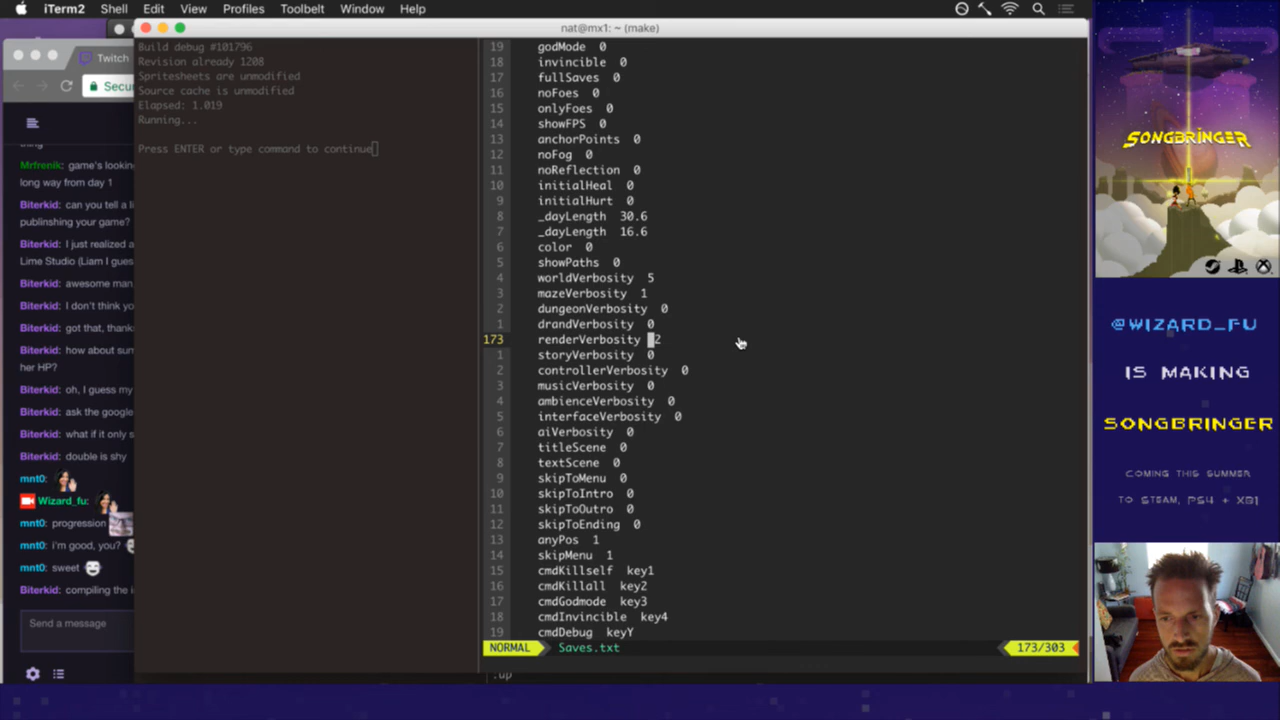 iTerm2 Shell Edit View Profiles Toolbelt Window Help
nat@mx1: ~ (make)
Twitch
Secu
thing
Mrfrenik: game's looking
long way from day 1
Biterkid: can you tell a li
publinshing your game?
Biterkid: I just realized a
Lime Studio (Liam I gues
Biterkid: awesome man
Biterkid: I don't think yo
Biterkid: got that, thank
Biterkid: how about sum
her HP?
Biterkid: oh, I guess my
Biterkid: ask the google
Biterkid: what if it only s
Biterkid: double is shy
mnt0:
Wizard_fu:
mnt0: progression
mnt0: i'm good, you?
mnt0: sweet
Biterkid: compiling the i
Send a message
Build debug #101796
Revision already 1208
Spritesheets are unmodified
Source cache is unmodified
Elapsed: 1.019
Running...
Press ENTER or type command to continue
19 godMode 0
18 invincible 0
17 fullSaves 0
16 noFoes 0
15 onlyFoes 0
14 showFPS 0
13 anchorPoints 0
12 noFog 0
11 noReflection 0
10 initialHeal 0
9 initialHurt 0
8 _dayLength 30.6
7 _dayLength 16.6
6 color 0
5 showPaths 0
4 worldVerbosity 5
3 mazeVerbosity 1
2 dungeonVerbosity 0
1 drandVerbosity 0
173 renderVerbosity 2
1 storyVerbosity 0
2 controllerVerbosity 0
3 musicVerbosity 0
4 ambienceVerbosity 0
5 interfaceVerbosity 0
6 aiVerbosity 0
7 titleScene 0
8 textScene 0
9 skipToMenu 0
10 skipToIntro 0
11 skipToOutro 0
12 skipToEnding 0
13 anyPos 1
14 skipMenu 1
15 cmdKillself key1
16 cmdKillall key2
17 cmdGodmode key3
18 cmdInvincible key4
19 cmdDebug keyY
NORMAL Saves.txt 173/303
.up
SONGBRINGER
@WIZARD_FU
IS MAKING
SONGBRINGER
COMING THIS SUMMER
TO STEAM, PS4 + XB1